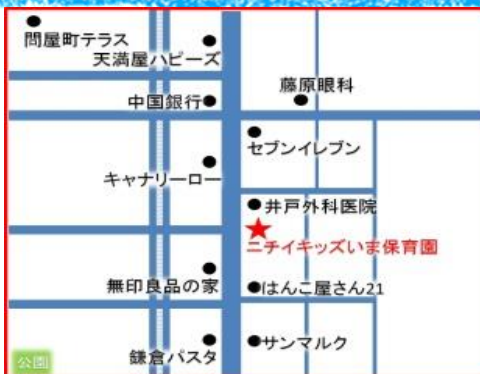 問屋町テラス
天満屋ハピーズ
藤原眼科
中国銀行
セブンイレブン
キャナリーロー
井戸外科医院
ニチイキッズいま保育園
無印良品の家
はんこ屋さん21
鎌倉パスタ
サンマルク
公園